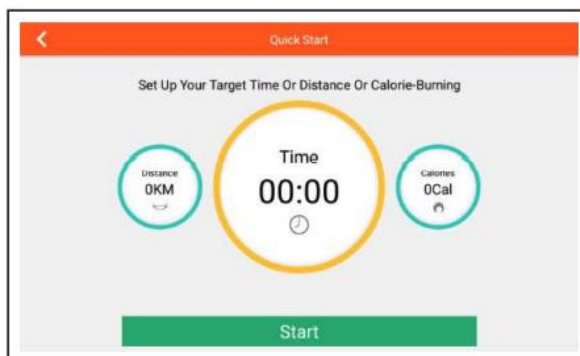 Quick Start
Set Up Your Target Time Or Distance Or Calorie-Burning
Distance
0KM
Time
00:00
Calories
0Cal
Start